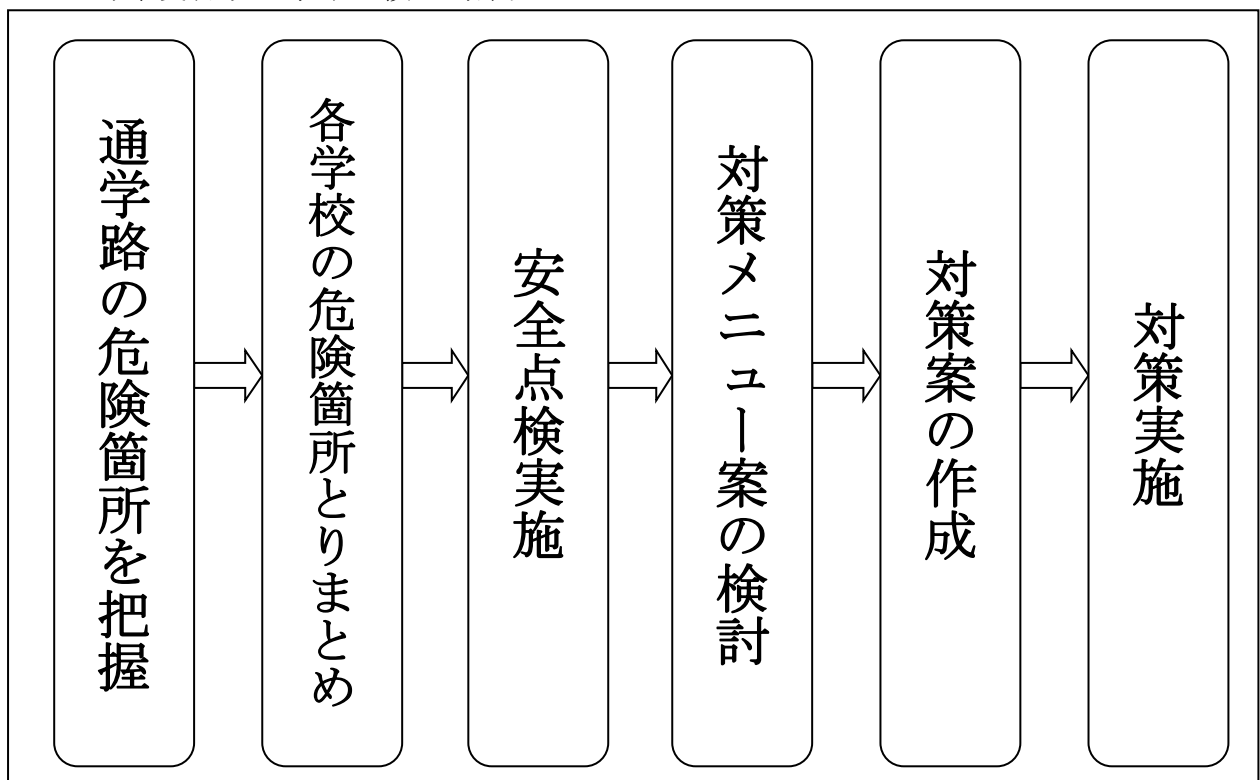 通学路の危険箇所を把握
各学校の危険箇所とりまとめ
安全点検実施
対策メニュー案の検討
対策案の作成
対策実施